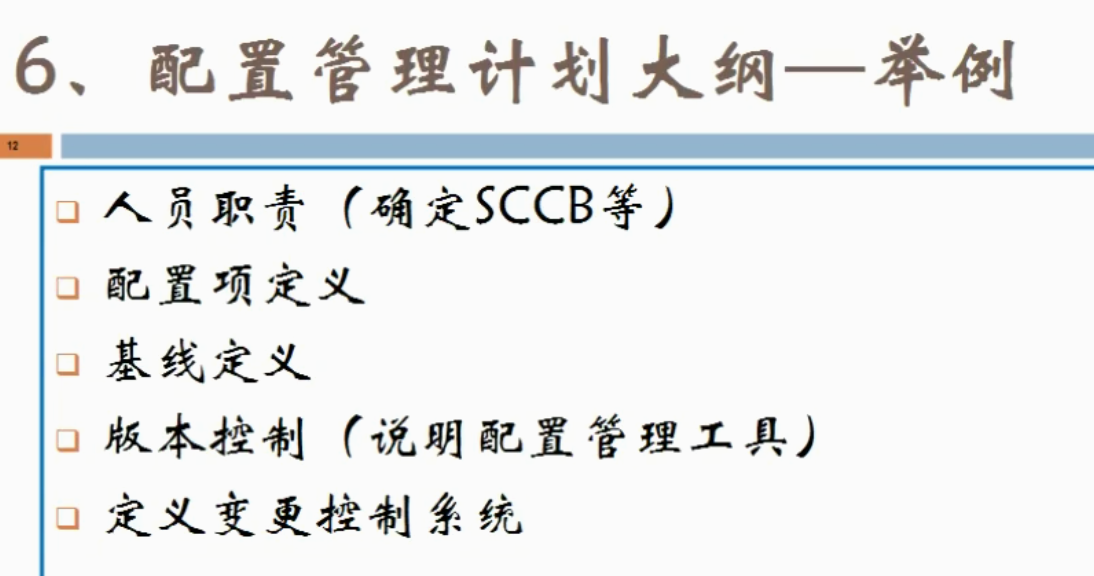 6、配置管理计划大纲—举例
12
人员职责（确定SCCB等）
配置项定义
基线定义
版本控制（说明配置管理工具）
定义变更控制系统